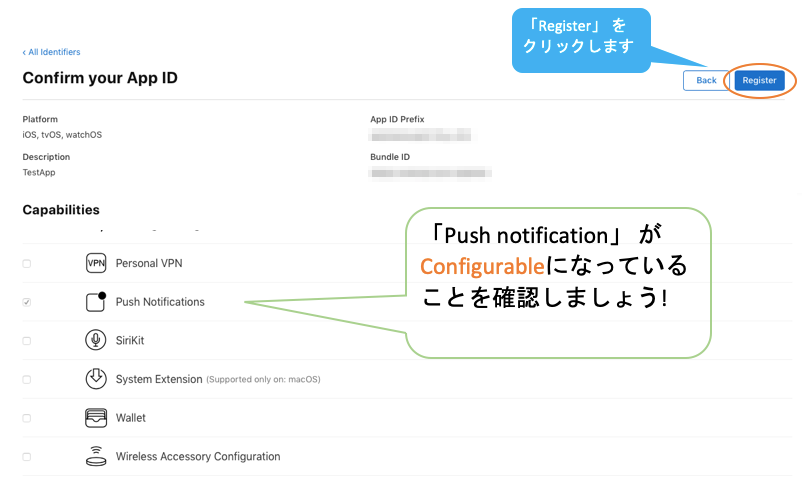 「Register」 を
クリックします
‹ All Identifiers
Confirm your App ID
Back
Register
Platform
iOS, tvOS, watchOS
App ID Prefix
Description
TestApp
Bundle ID
Capabilities
「Push notification」 が
Configurableになっている
ことを確認しましょう!
VPN
Personal VPN
Push Notifications
SiriKit
System Extension (Supported only on: macOS)
Wallet
Wireless Accessory Configuration